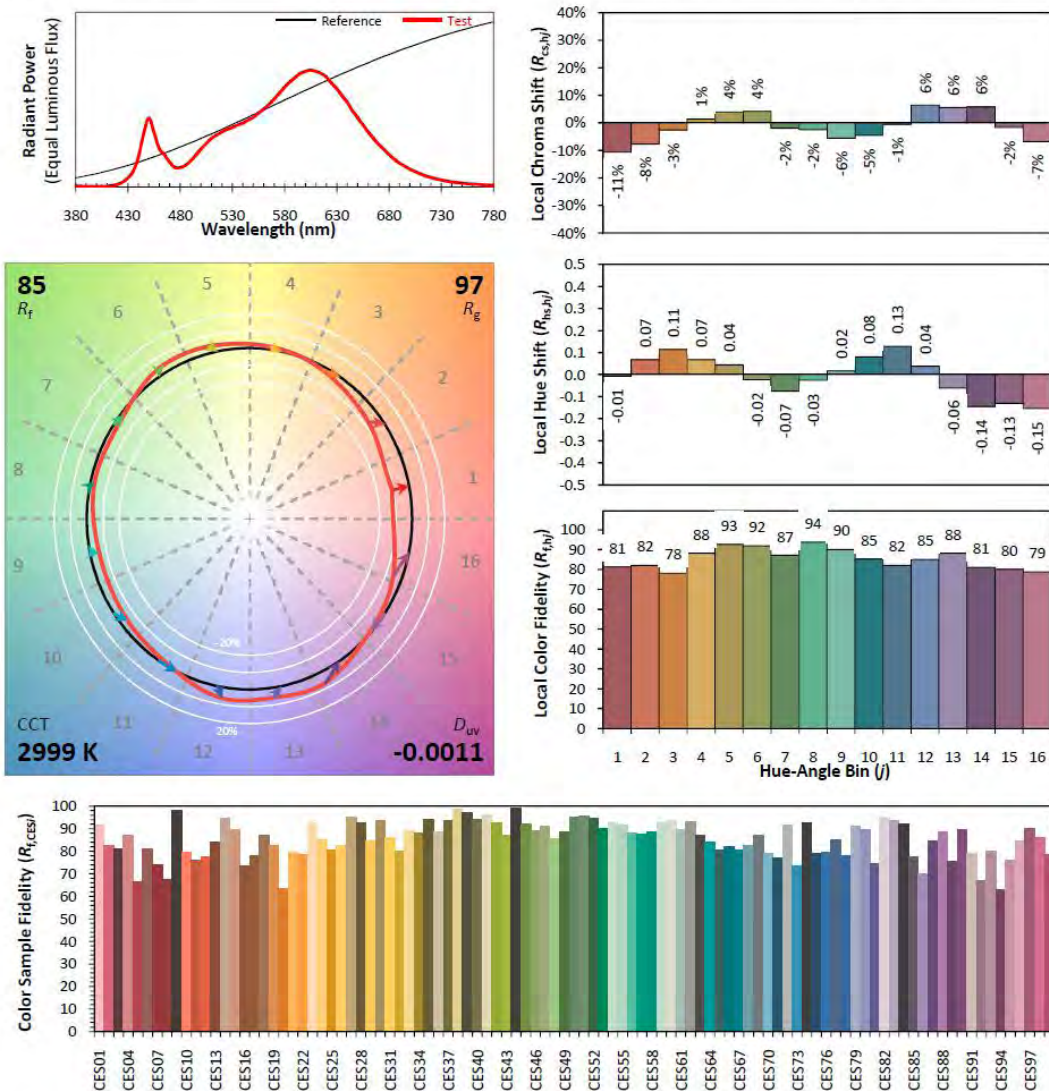 Reference Test
Radiant Power
(Equal Luminous Flux)
380 430 480 530 580 630 680 730 780
Wavelength (nm)
Local Chroma Shift (Rcs,hj)
40%
30%
20%
10%
0%
-10%
-20%
-30%
-40%
-11% -8% -3% 1% 4% 4% -2% -2% -6% -5% -1% 6% 6% 6% -2% -7%
85
Rf
97
Rg
5 4
6 3
7 2
8 1
9 16
10 15
11 14
12 13
-20%
20%
CCT
2999 K
Duv
-0.0011
Local Hue Shift (Rhs,hj)
0.5
0.4
0.3
0.2
0.1
0.0
-0.1
-0.2
-0.3
-0.4
-0.5
-0.01 0.07 0.11 0.07 0.04 -0.02 -0.07 -0.03 0.02 0.08 0.13 0.04 -0.06 -0.14 -0.13 -0.15
Local Color Fidelity (Rf,hj)
100
90
80
70
60
50
40
30
20
10
0
81 82 78 88 93 92 87 94 90 85 82 85 88 81 80 79
1 2 3 4 5 6 7 8 9 10 11 12 13 14 15 16
Hue-Angle Bin (j)
Color Sample Fidelity (Rf,CESi)
100
90
80
70
60
50
40
30
20
10
0
CES01 CES04 CES07 CES10 CES13 CES16 CES19 CES22 CES25 CES28 CES31 CES34 CES37 CES40 CES43 CES46 CES49 CES52 CES55 CES58 CES61 CES64 CES67 CES70 CES73 CES76 CES79 CES82 CES85 CES88 CES91 CES94 CES97